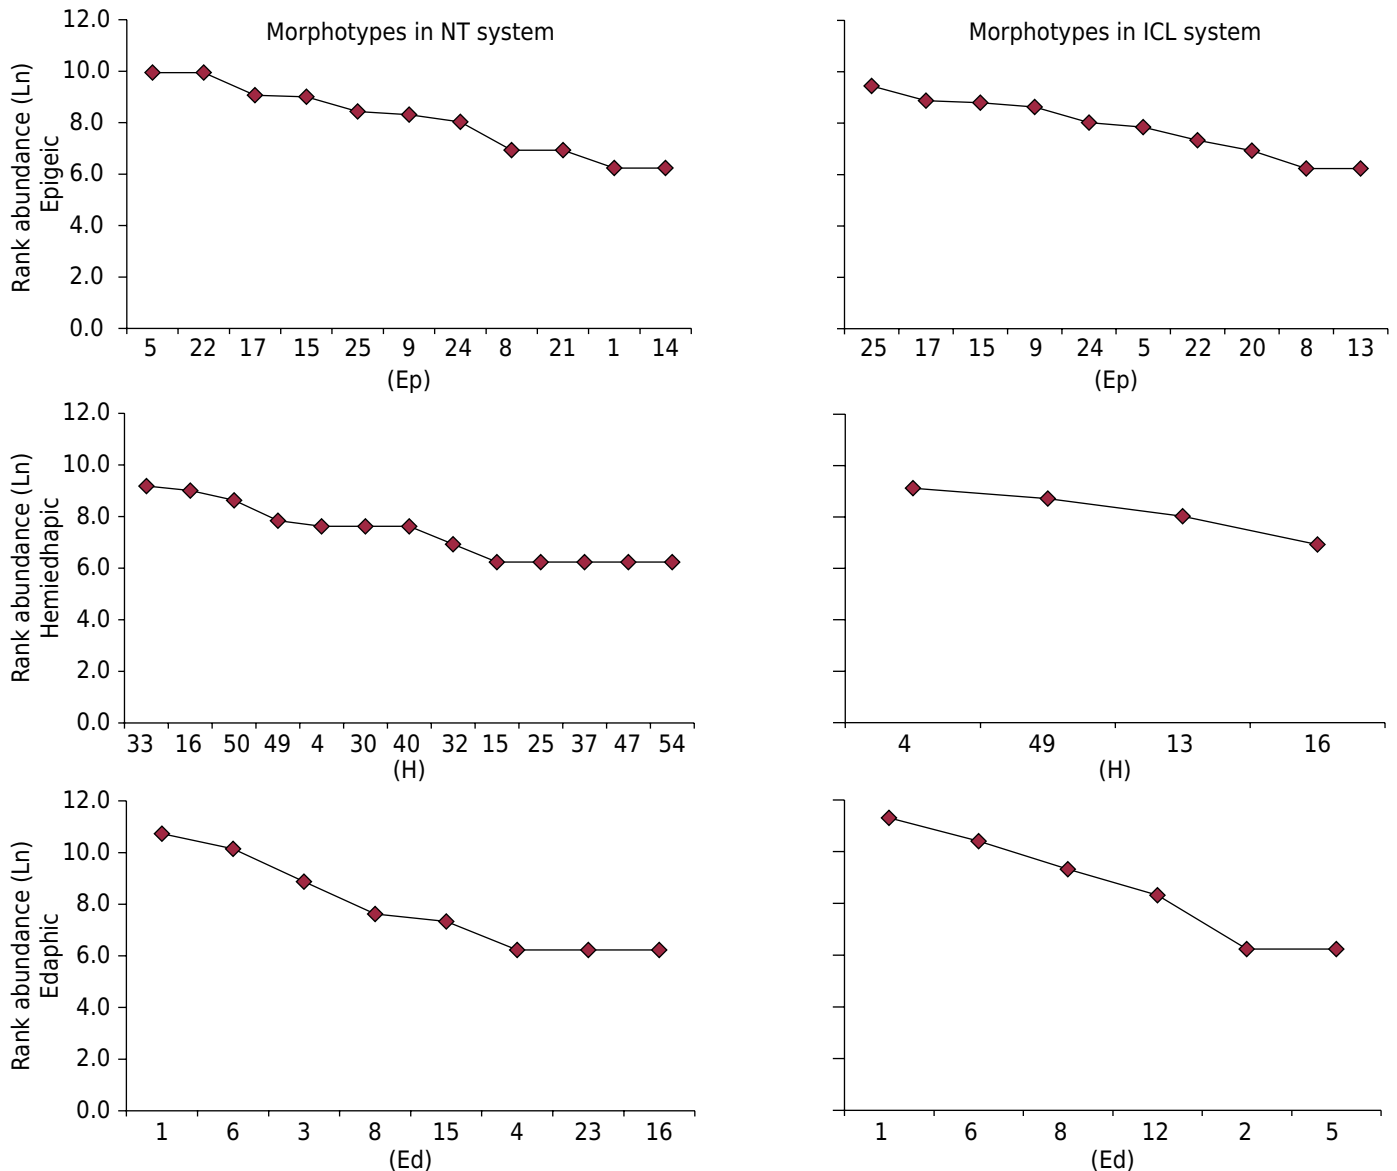 Morphotypes in NT system
Rank abundance (Ln)
Epigeic
12.0
10.0
8.0
6.0
4.0
2.0
0.0
5 22 17 15 25 9 24 8 21 1 14
(Ep)
Morphotypes in ICL system
25 17 15 9 24 5 22 20 8 13
(Ep)
Rank abundance (Ln)
Hemiedhapic
12.0
10.0
8.0
6.0
4.0
2.0
0.0
33 16 50 49 4 30 40 32 15 25 37 47 54
(H)
4 49 13 16
(H)
Rank abundance (Ln)
Edaphic
12.0
10.0
8.0
6.0
4.0
2.0
0.0
1 6 3 8 15 4 23 16
(Ed)
1 6 8 12 2 5
(Ed)